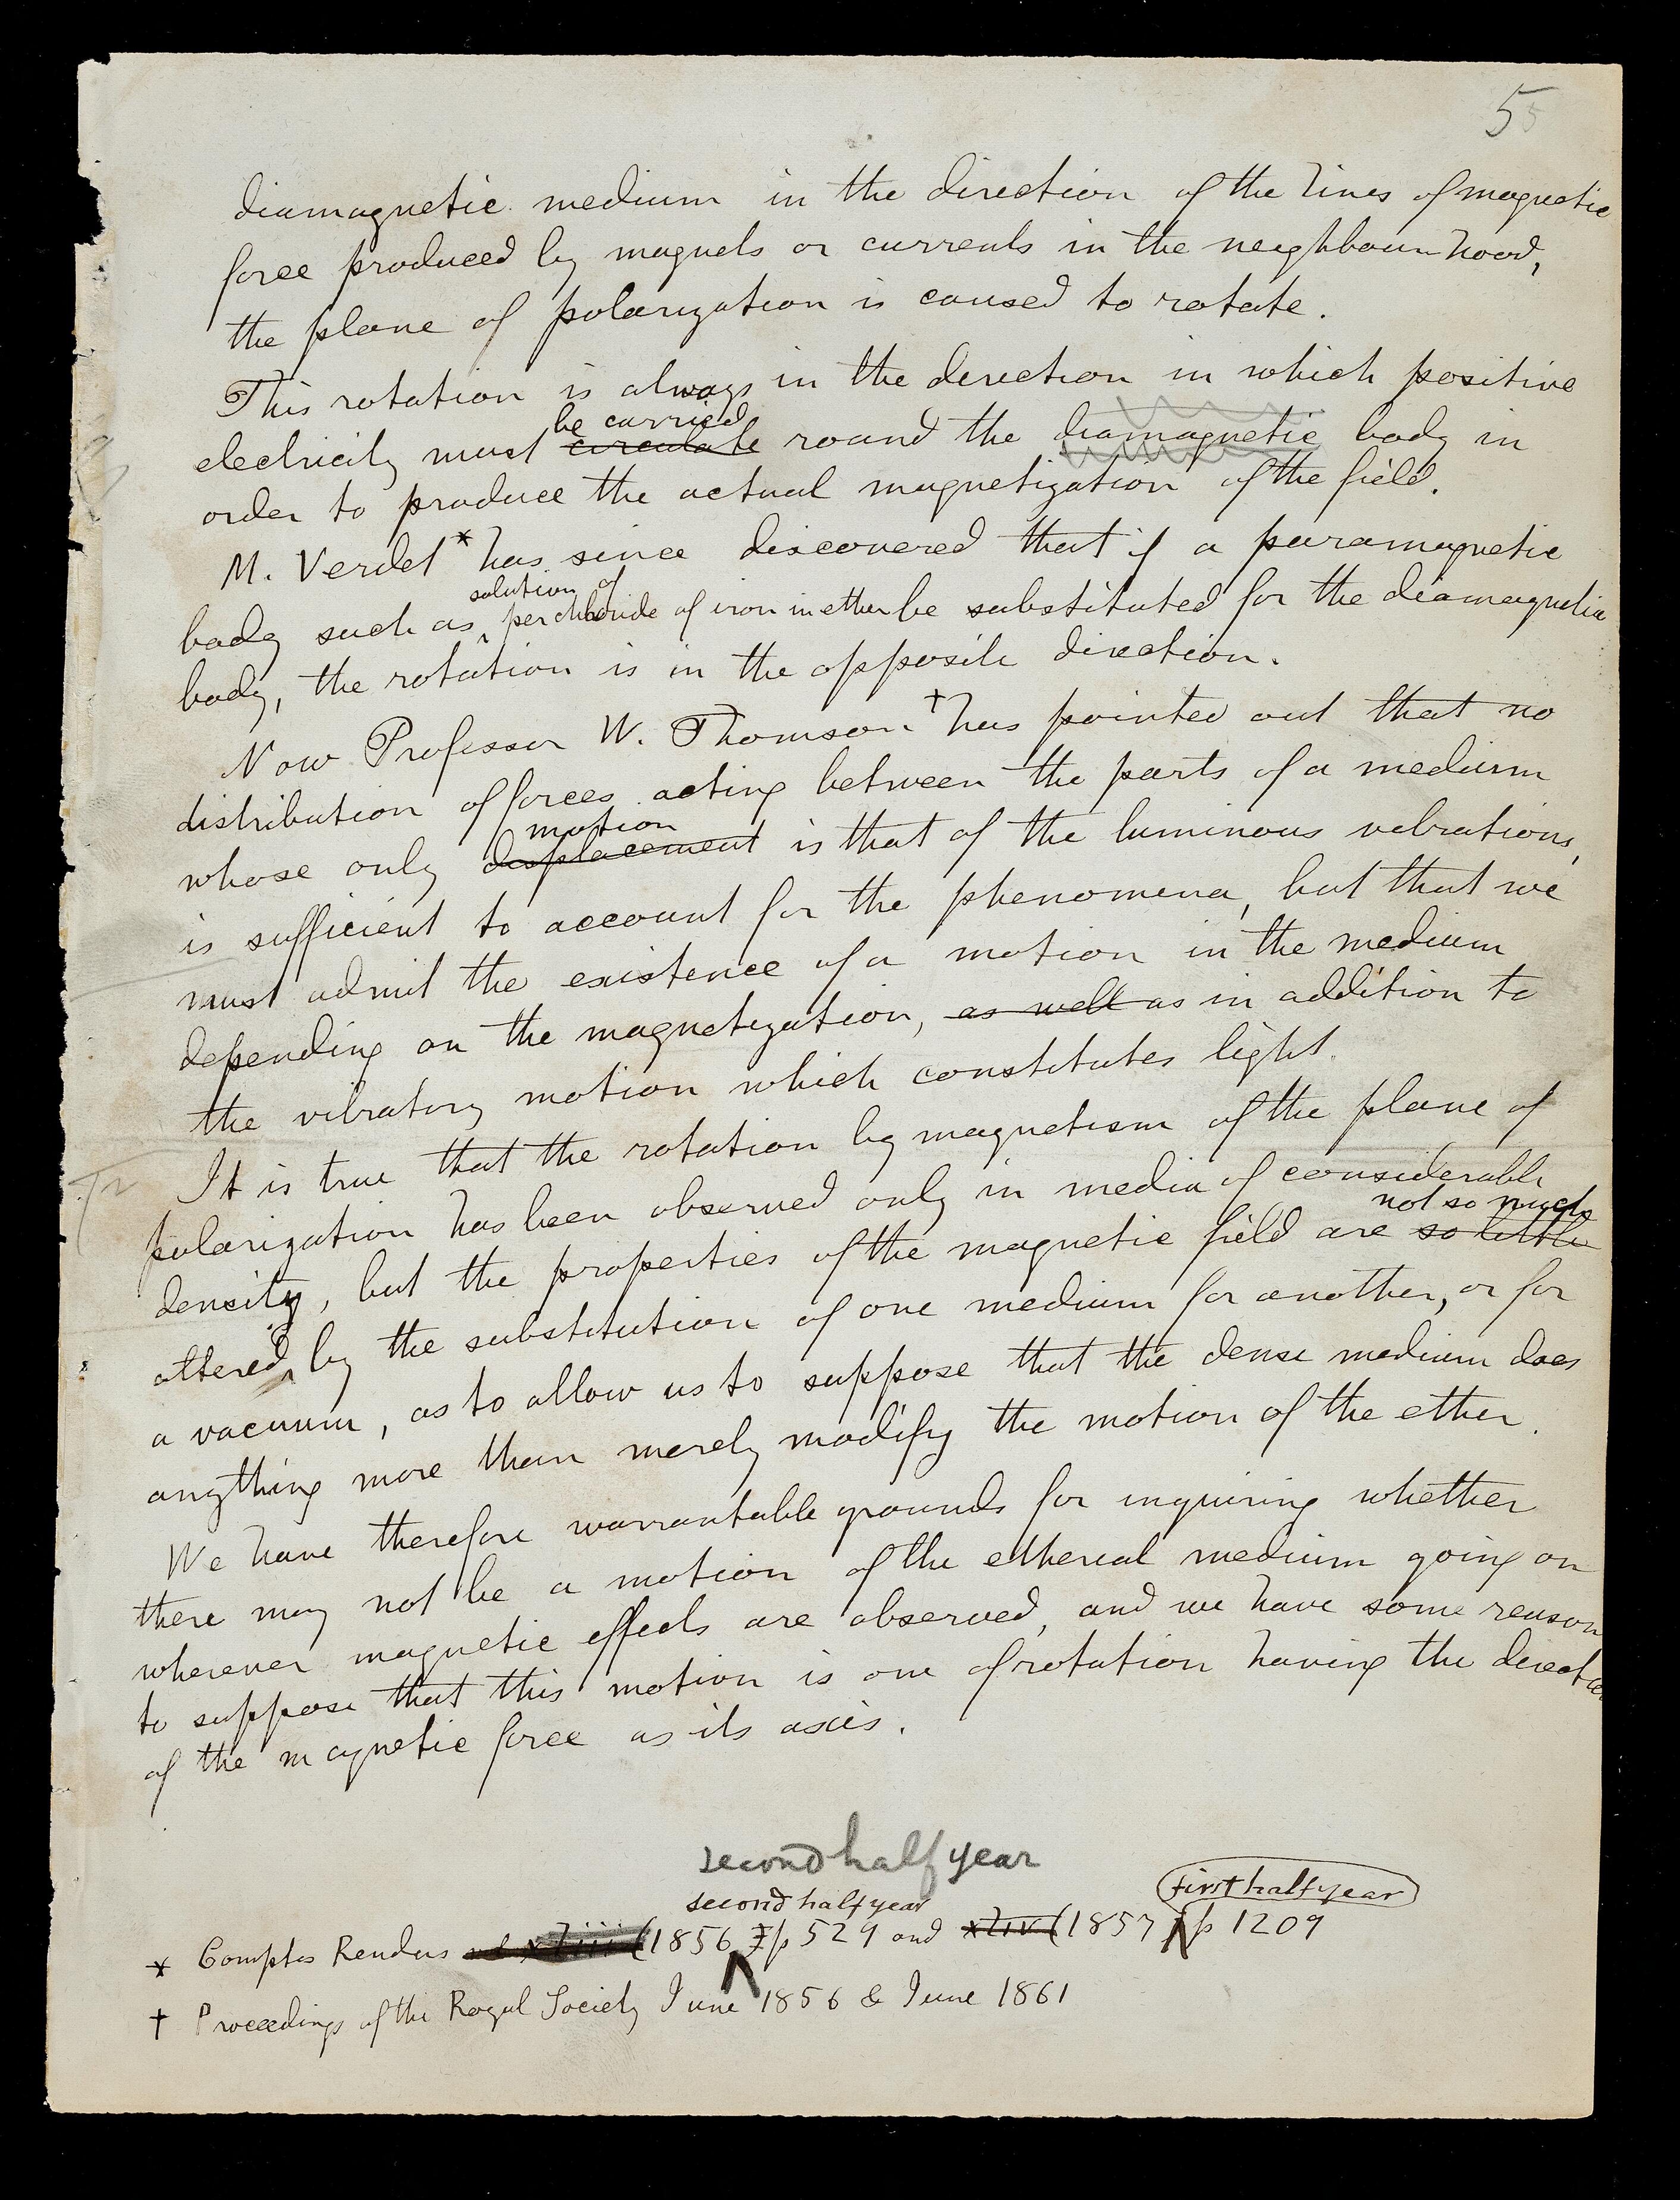 55
diamagnetic medium in the direction of the lines of magnetic
force produced by magnets or currents in the neighbourhood,
the plane of polarization is caused to rotate.
This rotation is always in the direction in which positive
be carried
electricity must circulate round the diamagnetic body in
order to produce the actual magnetization of the field.
M. Verdet * has since discovered that if a paramagnetic
solution of
body such as perchloride of iron in ether be substituted for the diamagnetic
body, the rotation is in the opposite direction.
Now Professor W. Thomson † has pointed out that no
distribution of forces acting between the parts of a medium
motion
whose only displacement is that of the luminous vibrations,
is sufficient to account for the phenomena, but that we
must admit the existence of a motion in the medium
depending on the magnetization, as well as in addition to
the vibratory motion which constitutes light.
It is true that the rotation by magnetism of the plane of
polarization has been observed only in media of considerable
not so much
density, but the properties of the magnetic field are so little
altered by the substitution of one medium for another, or for
a vacuum, as to allow us to suppose that the dense medium does
anything more than merely modify the motion of the ether.
We have therefore warrantable grounds for inquiring whether
there may not be a motion of the ethereal medium going on
wherever magnetic effects are observed, and we have some reason
to suppose that this motion is one of rotation having the direction
of the magnetic force as its axis.
second half year
second half year first half year
* Comptes Rendus vol xliii (1856 p 529 and xliv (1857 p 1209
† Proceedings of the Royal Society June 1856 & June 1861